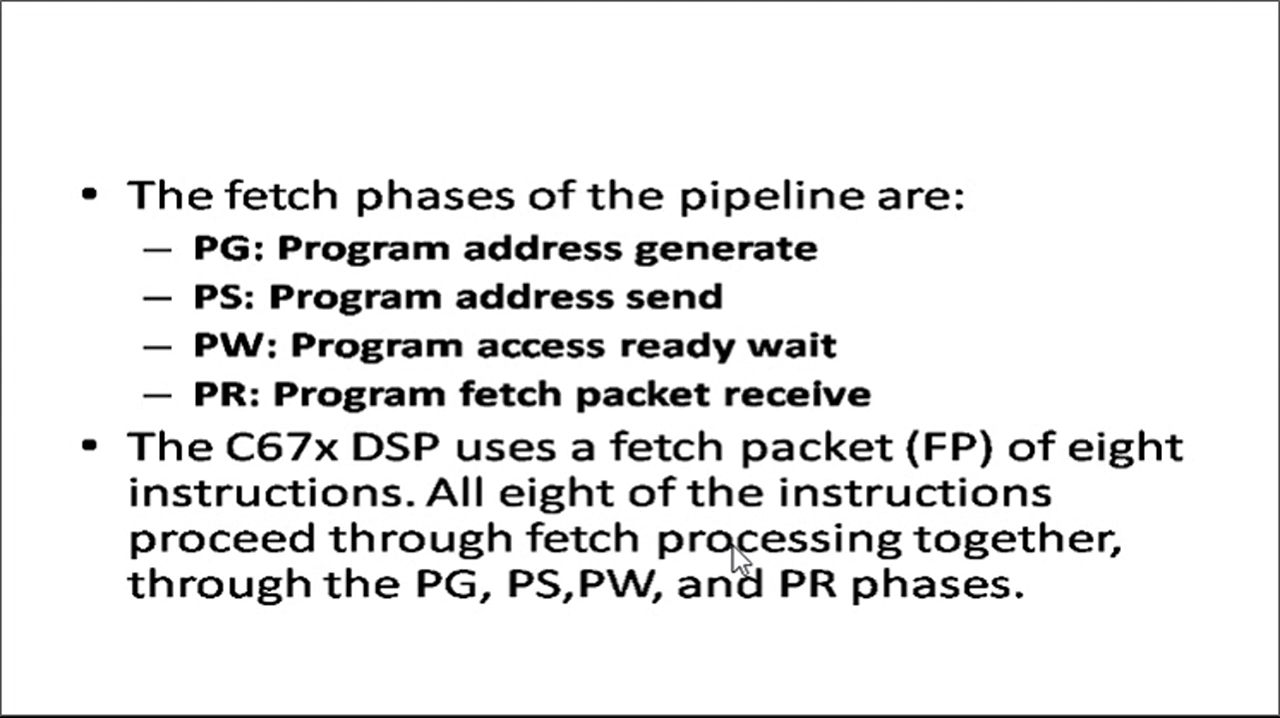 • The fetch phases of the pipeline are:
– PG: Program address generate
– PS: Program address send
– PW: Program access ready wait
– PR: Program fetch packet receive
• The C67x DSP uses a fetch packet (FP) of eight
instructions. All eight of the instructions
proceed through fetch processing together,
through the PG, PS,PW, and PR phases.